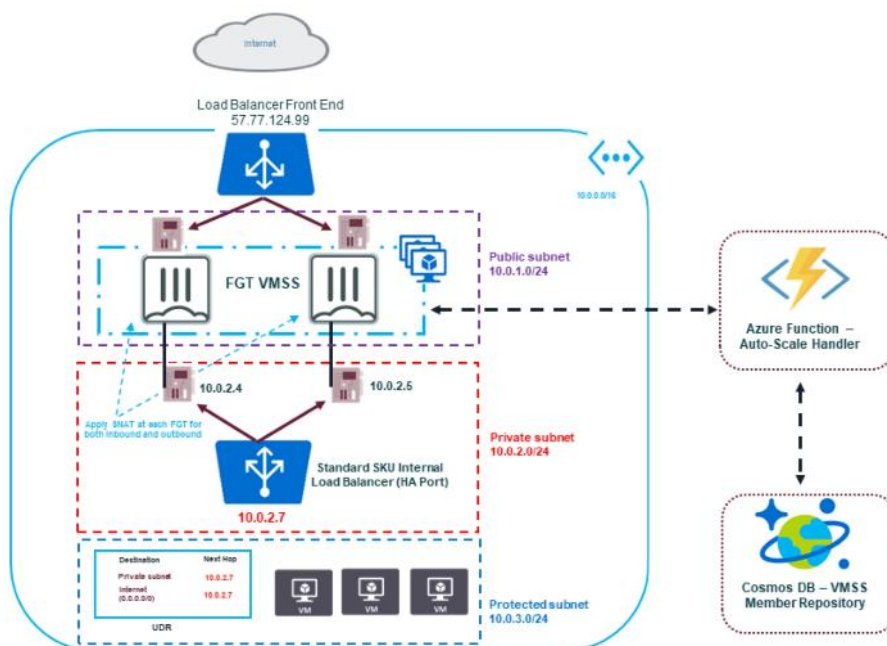 Internet
Load Balancer Front End
57.77.124.99
10.0.0.0/16
Public subnet
10.0.1.0/24
FGT VMSS
Azure Function –
Auto-Scale Handler
10.0.2.4
10.0.2.5
Apply SNAT at each FGT for
both inbound and outbound
Private subnet
10.0.2.0/24
Standard SKU Internal
Load Balancer (HA Port)
10.0.2.7
Destination Next Hop
Private subnet 10.0.2.7
Internet
(0.0.0.0/0) 10.0.2.7
UDR
VM
VM
VM
Protected subnet
10.0.3.0/24
Cosmos DB – VMSS
Member Repository